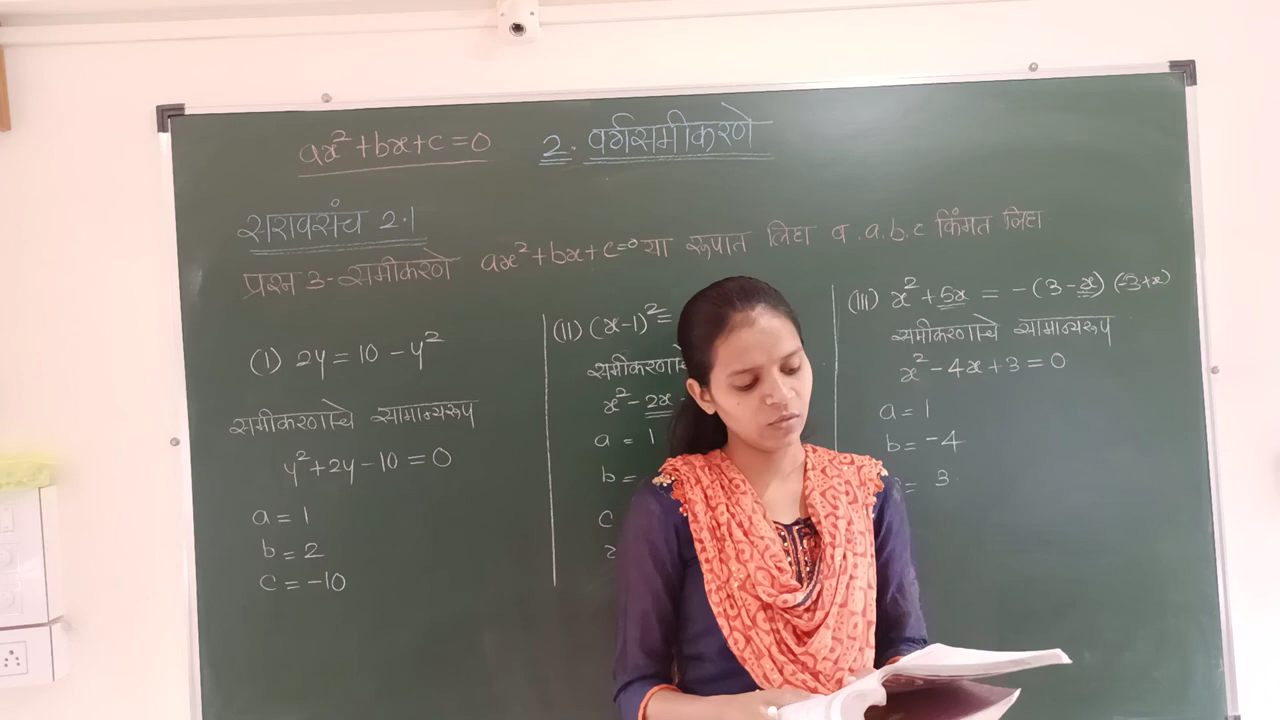 ax²+bx+c=0
2. वर्गसमीकरणे
सरावसंच 2.1
प्रश्न 3-समीकरणे ax²+bx+c=0 या रूपात लिहा व a.b.c किंमत लिहा
(I) 2y = 10 - y²
समीकरणाचे सामान्यरूप
y²+2y-10 = 0
a = 1
b = 2
c = -10
(II) (x-1)² =
x² - 2x -
a = 1
b =
c
(III) x² + 5x = -(3-x) (-3+x)
समीकरणाचे सामान्यरूप
x² - 4x + 3 = 0
a = 1
b = -4
= 3